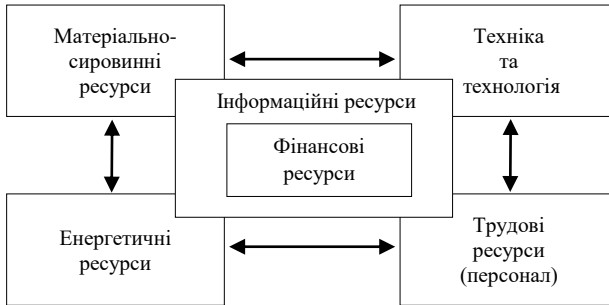 Матеріально-
сировинні
ресурси
Техніка
та
технологія
Інформаційні ресурси
Фінансові
ресурси
Енергетичні
ресурси
Трудові
ресурси
(персонал)